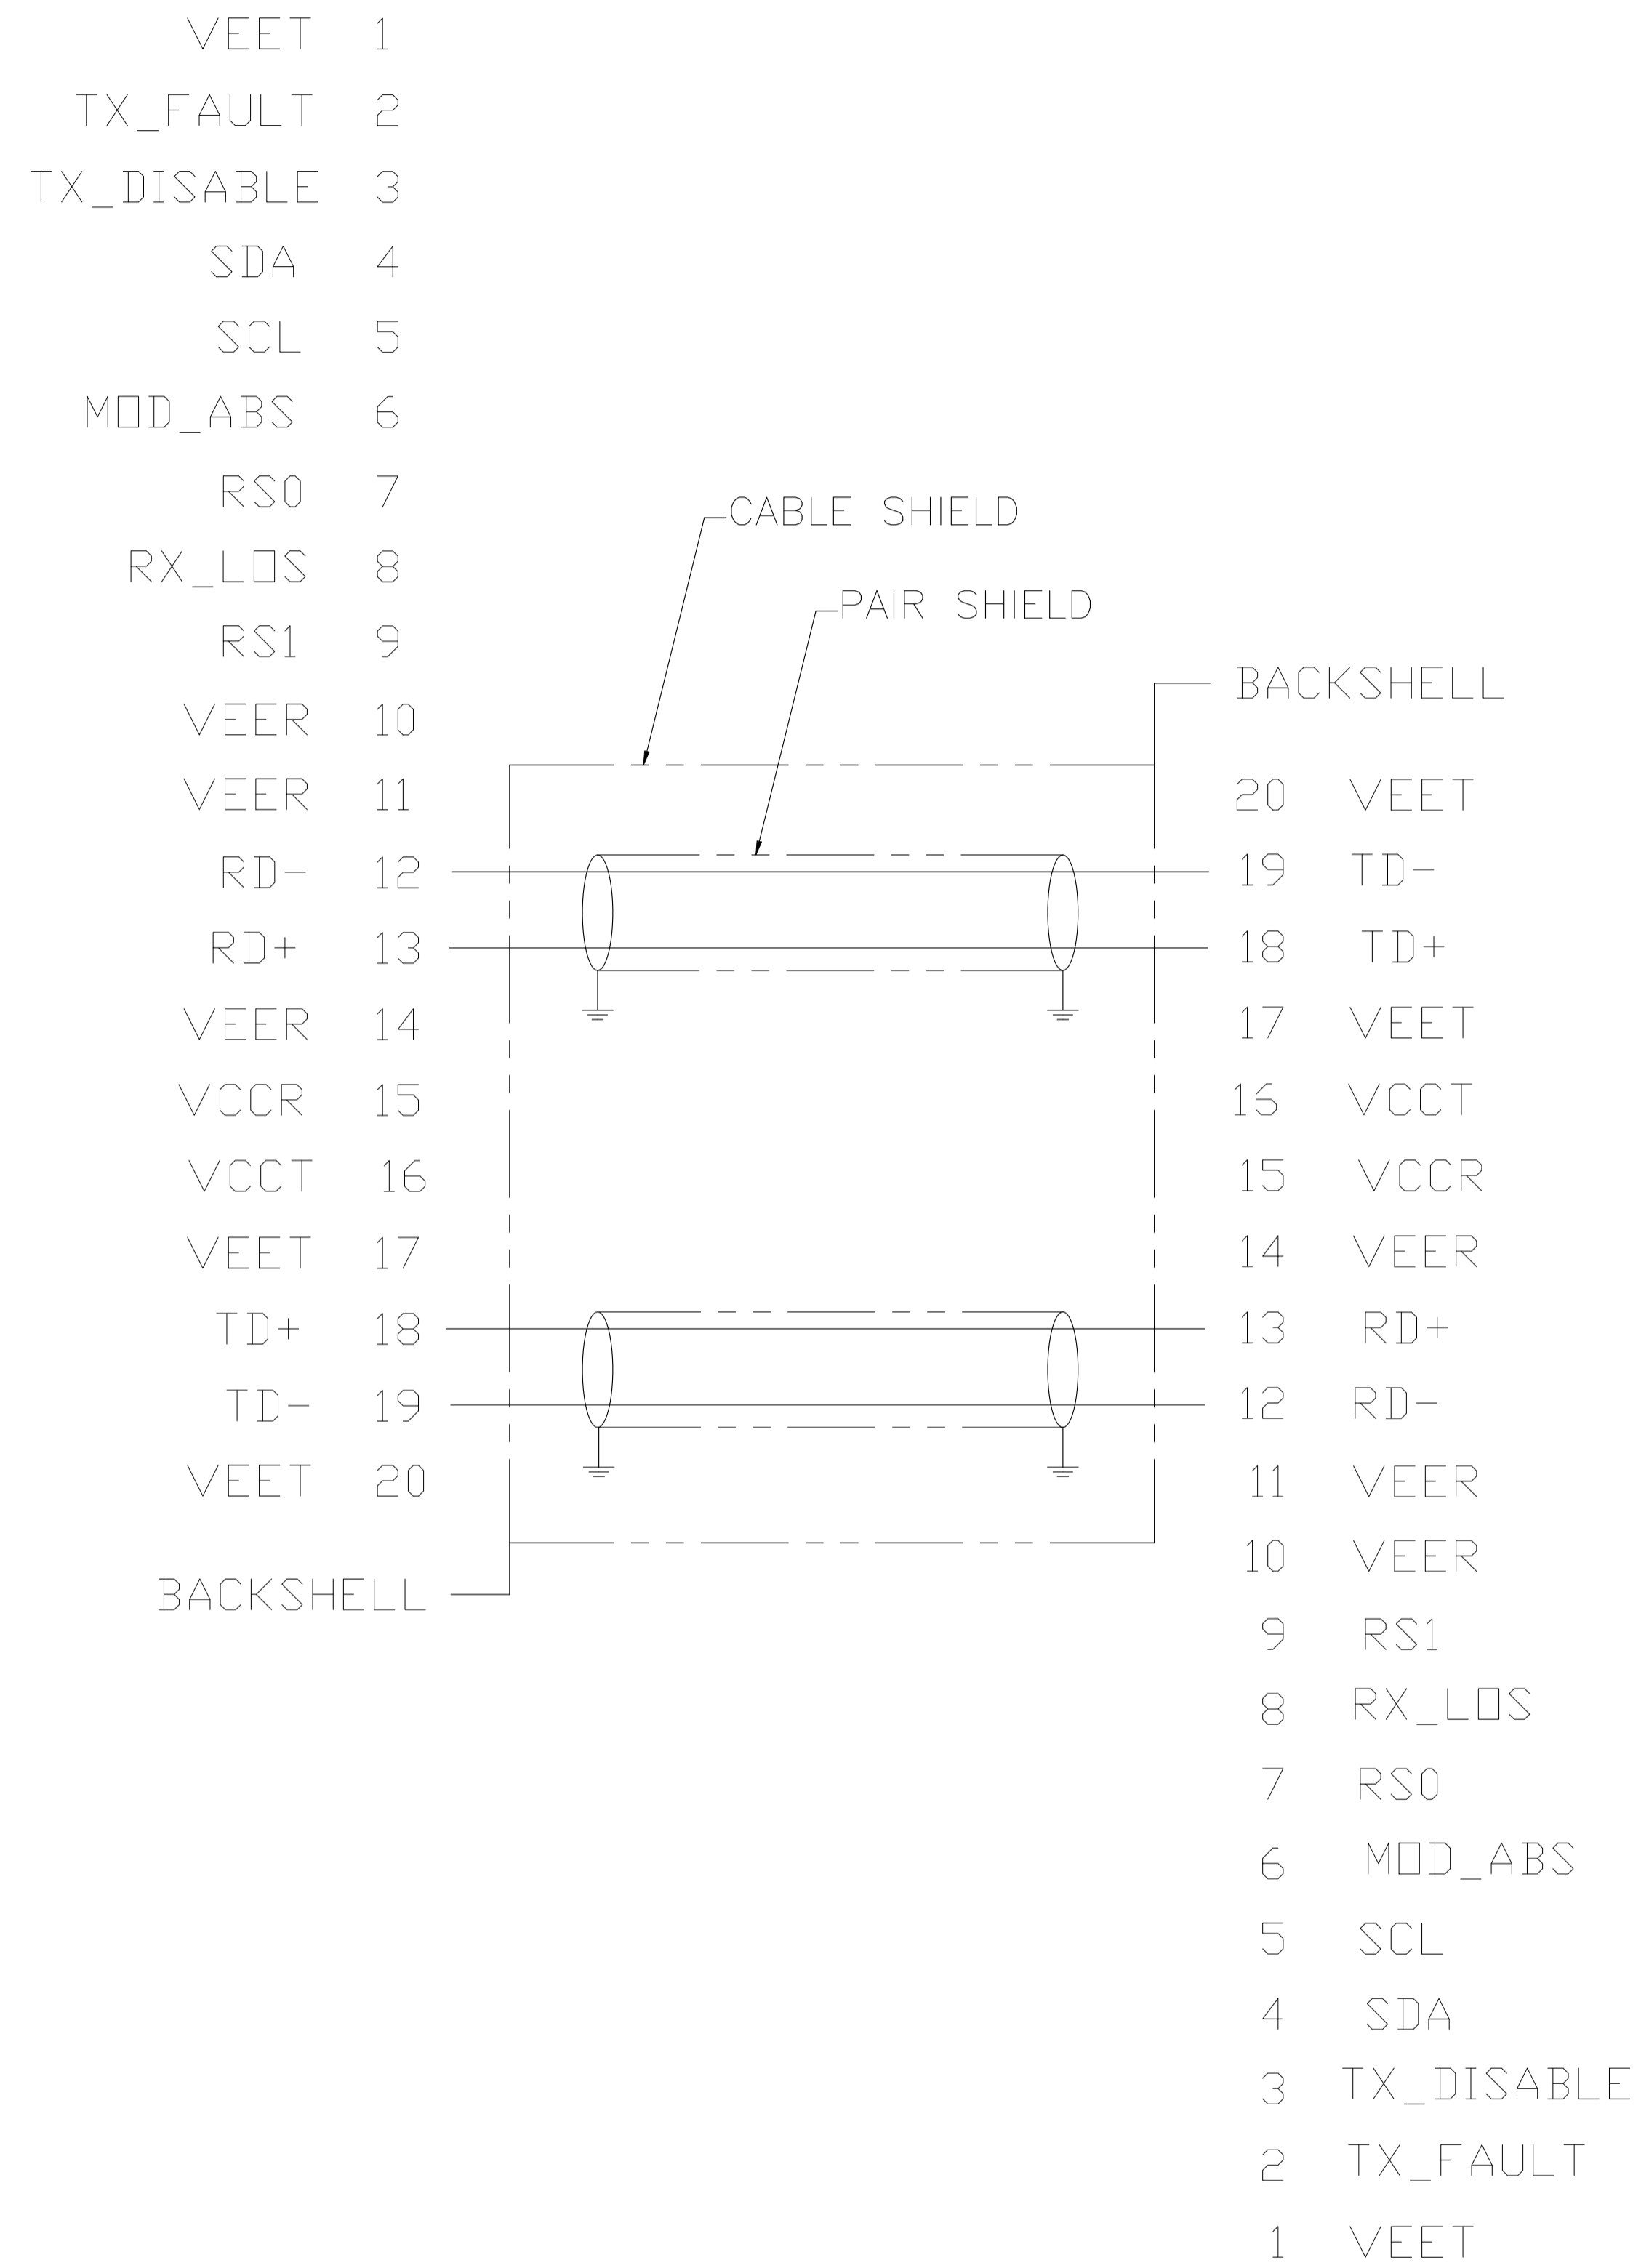 VEET 1
TX_FAULT 2
TX_DISABLE 3
SDA 4
SCL 5
MOD_ABS 6
RS0 7
RX_LOS 8
RS1 9
VEER 10
VEER 11
RD- 12
RD+ 13
VEER 14
VCCR 15
VCCT 16
VEET 17
TD+ 18
TD- 19
VEET 20
BACKSHELL
CABLE SHIELD
PAIR SHIELD
BACKSHELL
20 VEET
19 TD-
18 TD+
17 VEET
16 VCCT
15 VCCR
14 VEER
13 RD+
12 RD-
11 VEER
10 VEER
9 RS1
8 RX_LOS
7 RS0
6 MOD_ABS
5 SCL
4 SDA
3 TX_DISABLE
2 TX_FAULT
1 VEET